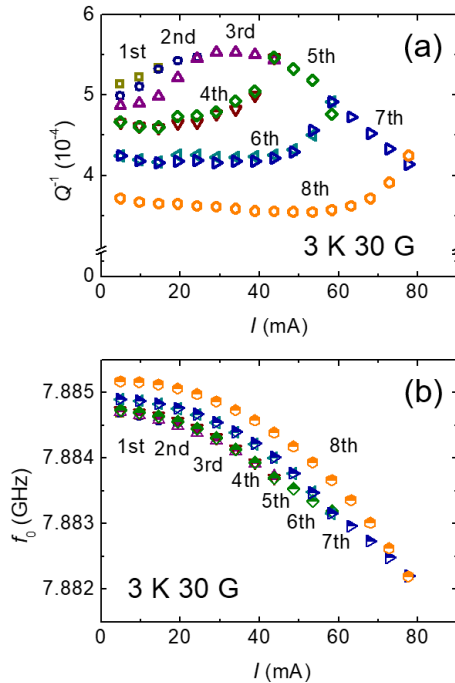 (a)
1st 2nd 3rd
4th 5th
6th 7th
8th
3 K 30 G
Q⁻¹ (10⁻⁴)
6
5
4
0
0 20 40 60 80
I (mA)
(b)
7.885
7.884
7.883
7.882
f₀ (GHz)
1st 2nd 3rd 4th 5th 6th 7th 8th
3 K 30 G
0 20 40 60 80
I (mA)